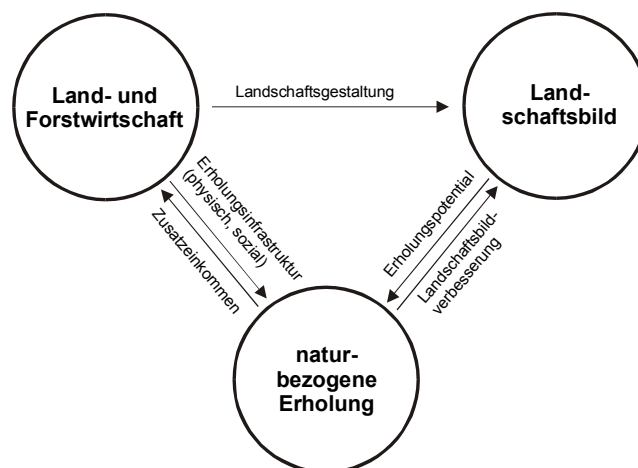 Land- und
Forstwirtschaft
Landschaftsgestaltung
Land-
schaftsbild
Erholungsinfrastruktur
(physisch, sozial)
Zusatzeinkommen
Erholungspotential
Landschaftsbild-
verbesserung
natur-
bezogene
Erholung